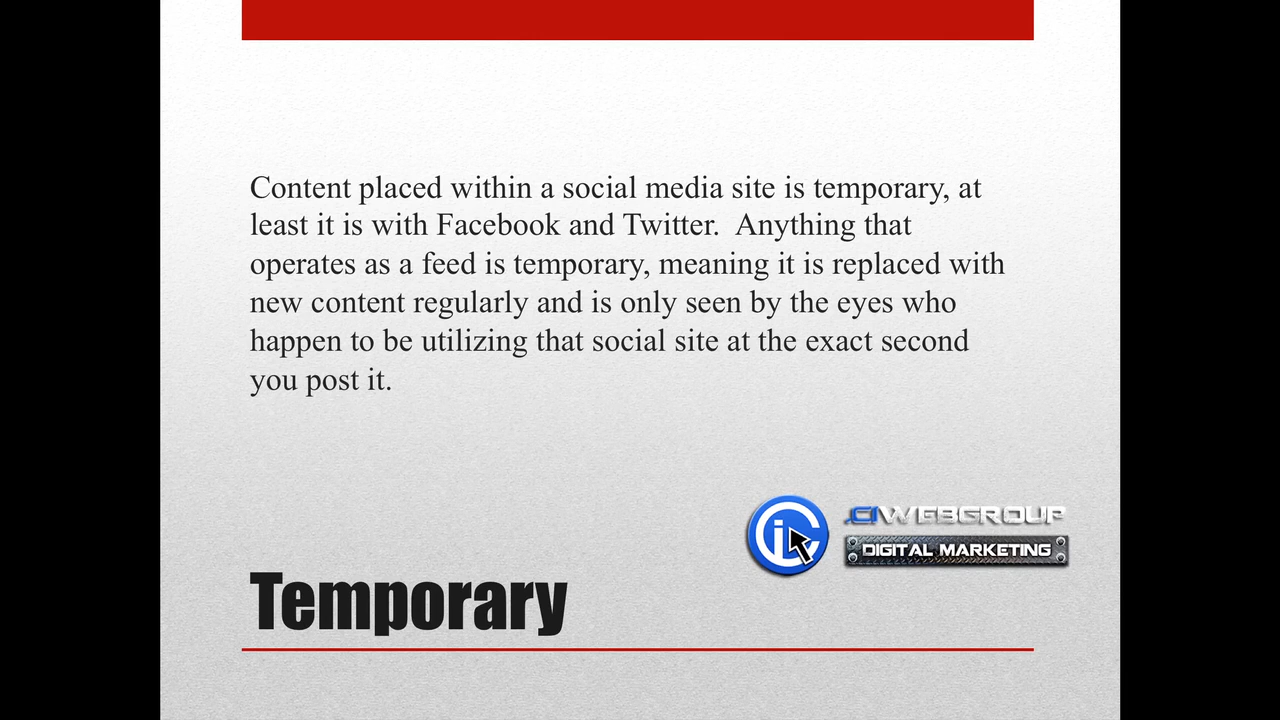 Content placed within a social media site is temporary, at
least it is with Facebook and Twitter.  Anything that
operates as a feed is temporary, meaning it is replaced with
new content regularly and is only seen by the eyes who
happen to be utilizing that social site at the exact second
you post it.
.CIWEBGROUP
DIGITAL MARKETING
Temporary